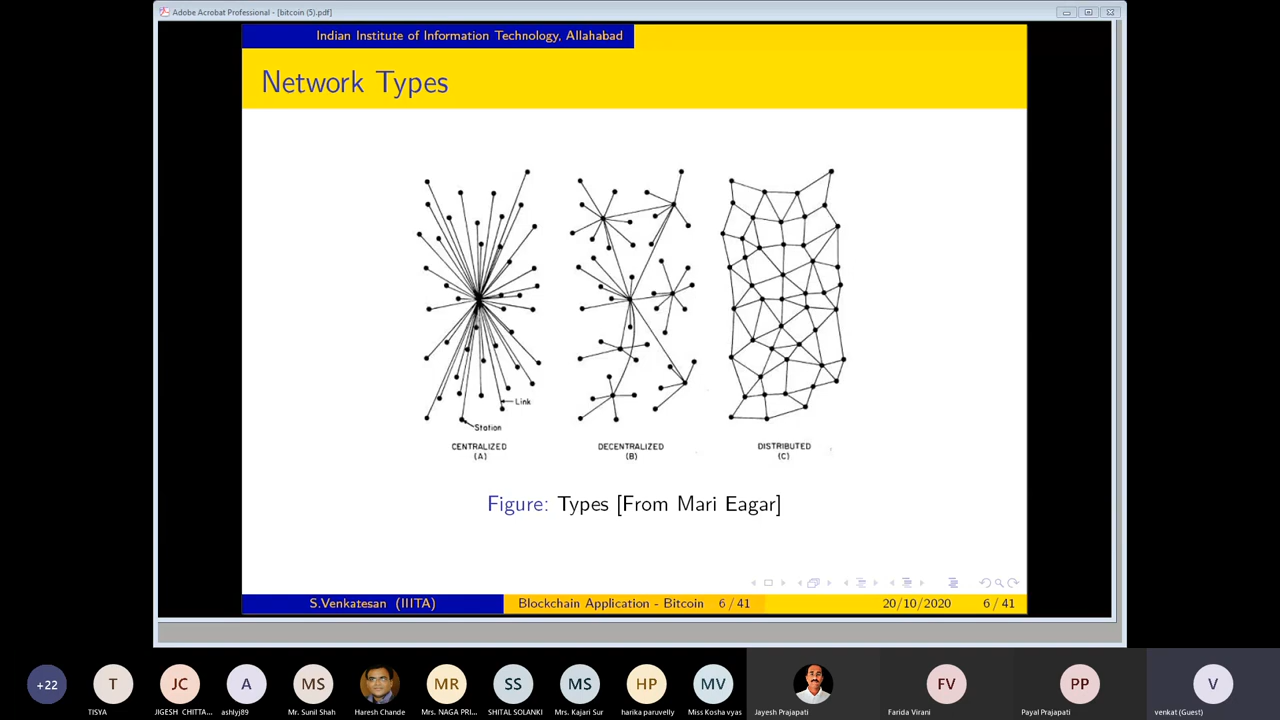 Adobe Acrobat Professional - [bitcoin (5).pdf]
Indian Institute of Information Technology, Allahabad
Network Types
Link
Station
CENTRALIZED
(A)
DECENTRALIZED
(B)
DISTRIBUTED
(C)
Figure: Types [From Mari Eagar]
S.Venkatesan (IIITA)
Blockchain Application - Bitcoin 6 / 41
20/10/2020 6 / 41
+22
T
JC
A
MS
MR
SS
MS
HP
MV
FV
PP
V
TISYA
JIGESH CHITTA...
ashlyj89
Mr. Sunil Shah
Haresh Chande
Mrs. NAGA PRI...
SHITAL SOLANKI
Mrs. Kajari Sur
harika paruvelly
Miss Kosha vyas
Jayesh Prajapati
Farida Virani
Payal Prajapati
venkat (Guest)